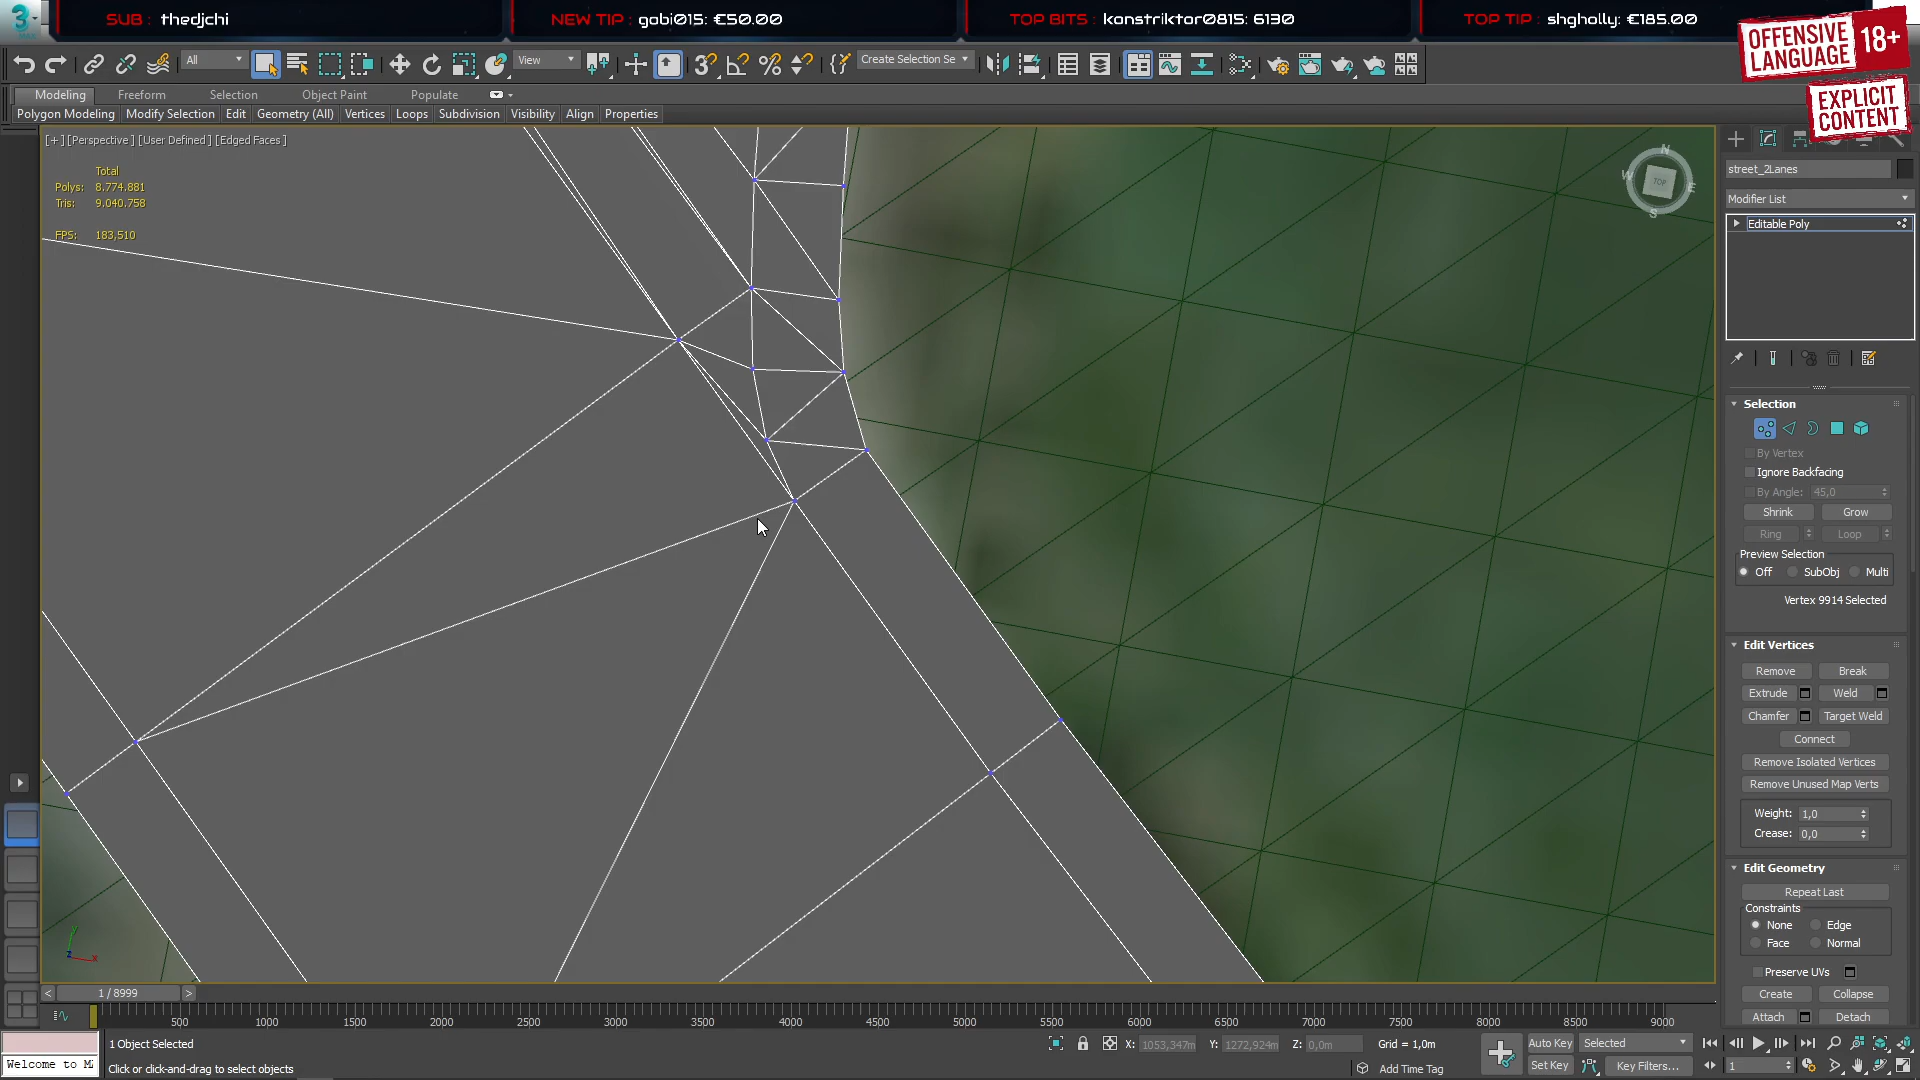 SUB : thedjchi
NEW TIP : gabi015: €50.00
TOP BITS : konstriktor0815: 6130
TOP TIP : shgholly: €185.00
OFFENSIVE LANGUAGE 18+
EXPLICIT CONTENT
3
All
View
Create Selection Se
Modeling Freeform Selection Object Paint Populate
Polygon Modeling Modify Selection Edit Geometry (All) Vertices Loops Subdivision Visibility Align Properties
[+] [Perspective ] [User Defined ] [Edged Faces ]
Total
Polys: 8.774.881
Tris: 9.040.758
FPS: 183,510
N
W
TOP
E
S
street_2Lanes
Modifier List
Editable Poly
Selection
By Vertex
Ignore Backfacing
By Angle: 45,0
Shrink Grow
Ring Loop
Preview Selection
Off SubObj Multi
Vertex 9914 Selected
Edit Vertices
Remove Break
Extrude Weld
Chamfer Target Weld
Connect
Remove Isolated Vertices
Remove Unused Map Verts
Weight: 1,0
Crease: 0,0
Edit Geometry
Repeat Last
Constraints
None Edge
Face Normal
Preserve UVs
Create Collapse
Attach Detach
y
z
x
< 1 / 8999 >
500 1000 1500 2000 2500 3000 3500 4000 4500 5000 5500 6000 6500 7000 7500 8000 8500 9000
1 Object Selected
X: 1053,347m Y: 1272,924m Z: 0,0m Grid = 1,0m
Auto Key Selected
Welcome to M
Click or click-and-drag to select objects
Add Time Tag
Set Key Key Filters...
1